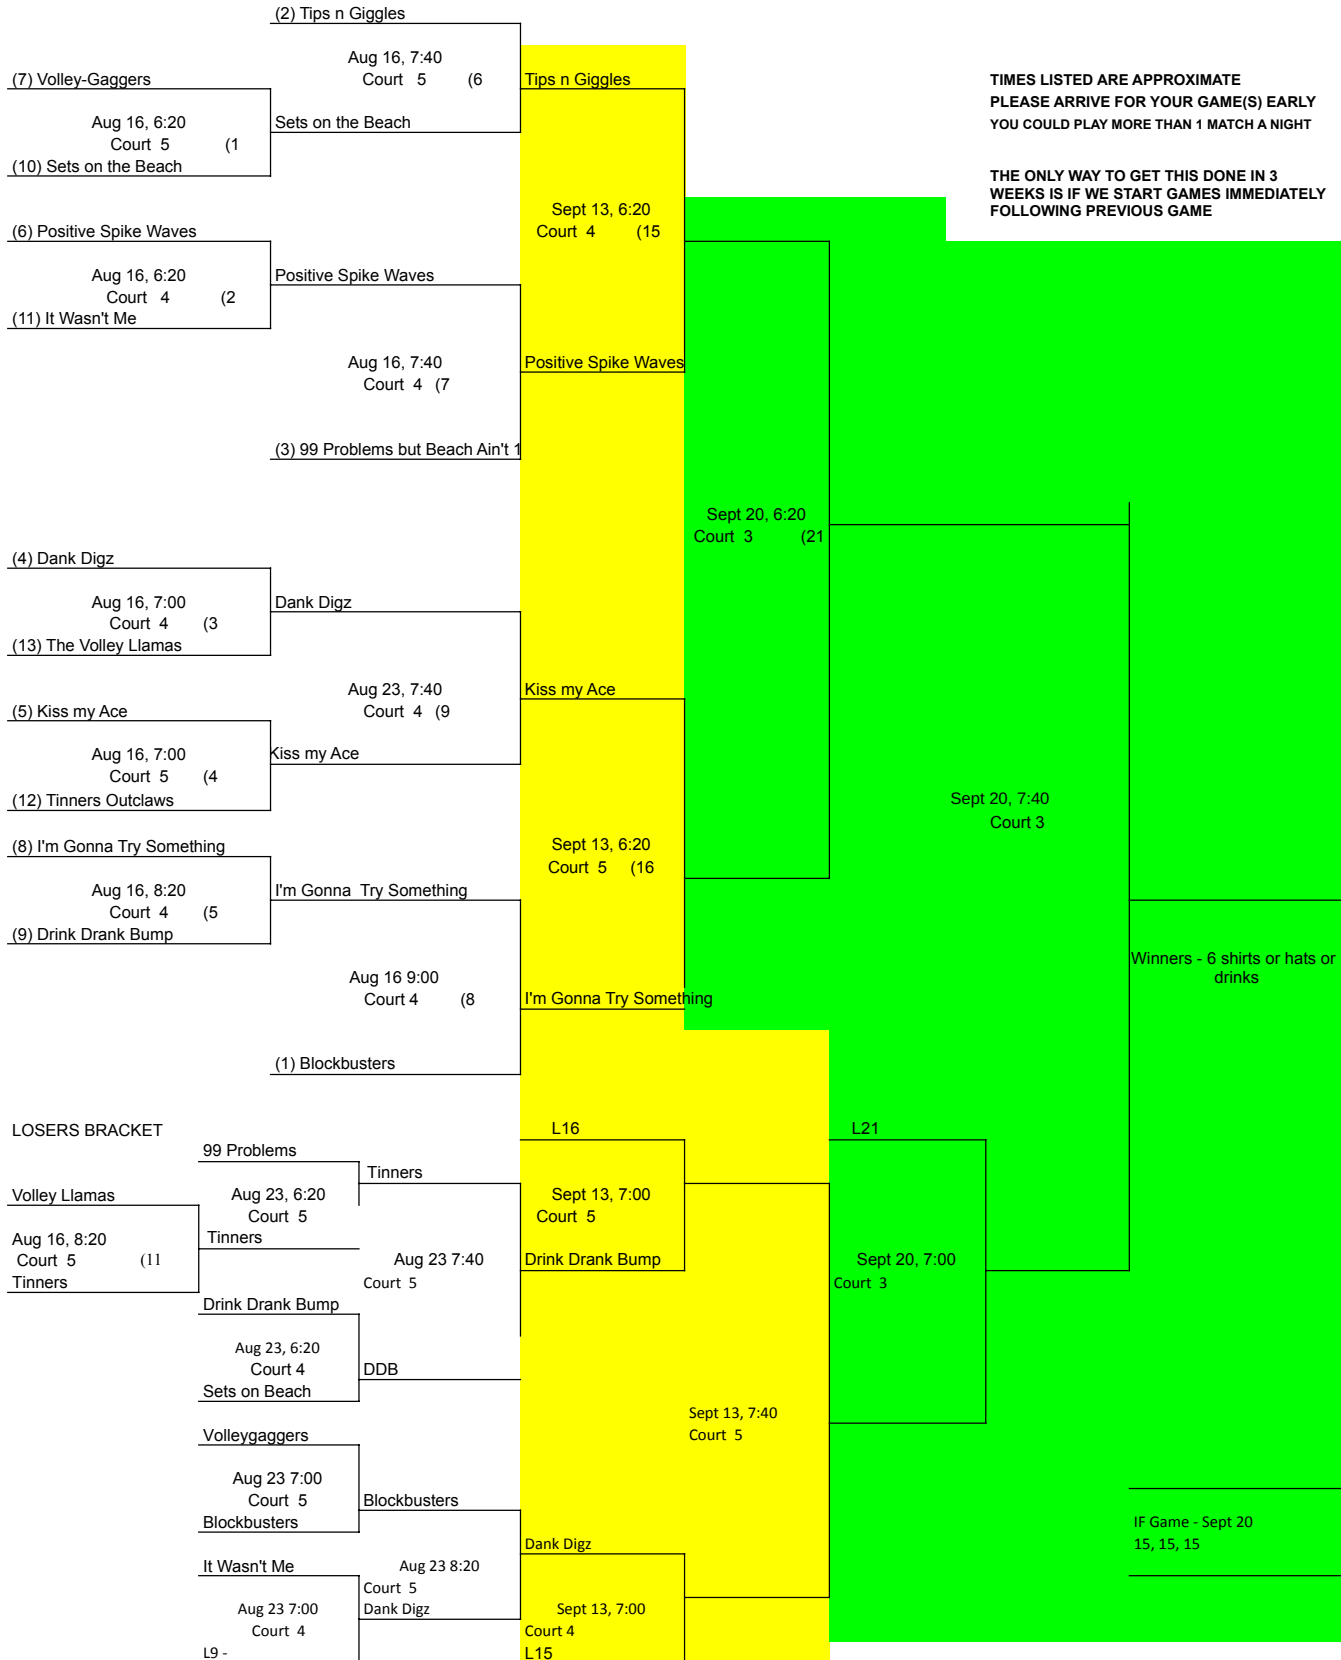 (2) Tips n Giggles
Aug 16, 7:40
Court 5 (6
(7) Volley-Gaggers
Tips n Giggles
TIMES LISTED ARE APPROXIMATE
PLEASE ARRIVE FOR YOUR GAME(S) EARLY
YOU COULD PLAY MORE THAN 1 MATCH A NIGHT
Aug 16, 6:20
Court 5 (1
Sets on the Beach
(10) Sets on the Beach
THE ONLY WAY TO GET THIS DONE IN 3
WEEKS IS IF WE START GAMES IMMEDIATELY
FOLLOWING PREVIOUS GAME
Sept 13, 6:20
Court 4 (15
(6) Positive Spike Waves
Aug 16, 6:20
Court 4 (2
Positive Spike Waves
(11) It Wasn't Me
Aug 16, 7:40
Court 4 (7
Positive Spike Waves
(3) 99 Problems but Beach Ain't 1
Sept 20, 6:20
Court 3 (21
(4) Dank Digz
Aug 16, 7:00
Court 4 (3
Dank Digz
(13) The Volley Llamas
Aug 23, 7:40
Court 4 (9
Kiss my Ace
(5) Kiss my Ace
Aug 16, 7:00
Court 5 (4
Kiss my Ace
(12) Tinners Outclaws
Sept 20, 7:40
Court 3
(8) I'm Gonna Try Something
Sept 13, 6:20
Court 5 (16
Aug 16, 8:20
Court 4 (5
I'm Gonna Try Something
(9) Drink Drank Bump
Winners - 6 shirts or hats or
drinks
Aug 16 9:00
Court 4 (8
I'm Gonna Try Something
(1) Blockbusters
LOSERS BRACKET
L16
L21
99 Problems
Tinners
Volley Llamas
Aug 23, 6:20
Court 5
Sept 13, 7:00
Court 5
Aug 16, 8:20
Court 5 (11
Tinners
Tinners
Aug 23 7:40
Court 5
Drink Drank Bump
Sept 20, 7:00
Court 3
Drink Drank Bump
Aug 23, 6:20
Court 4
DDB
Sets on Beach
Sept 13, 7:40
Court 5
Volleygaggers
Aug 23 7:00
Court 5
Blockbusters
Blockbusters
IF Game - Sept 20
15, 15, 15
Dank Digz
It Wasn't Me
Aug 23 8:20
Court 5
Dank Digz
Aug 23 7:00
Court 4
Sept 13, 7:00
Court 4
L9 -
L15